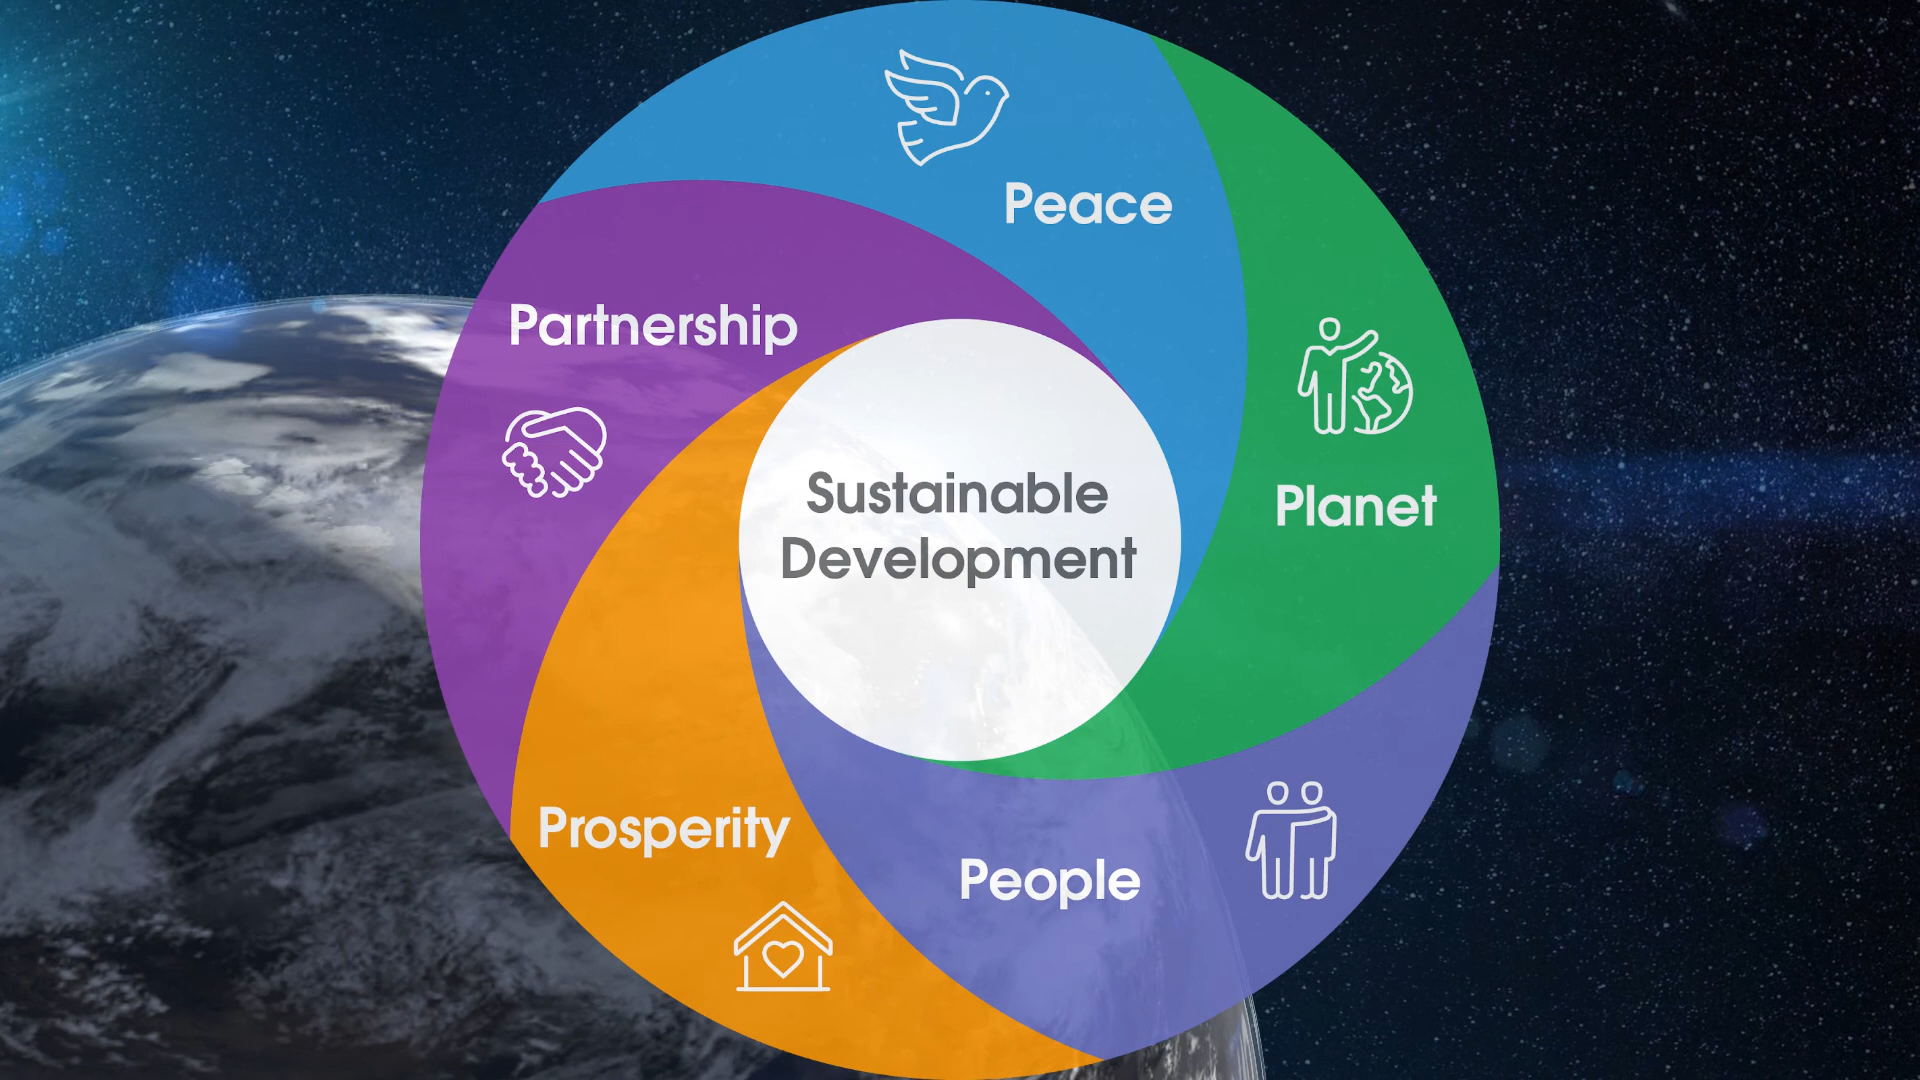 Peace
Planet
People
Prosperity
Partnership
Sustainable
Development